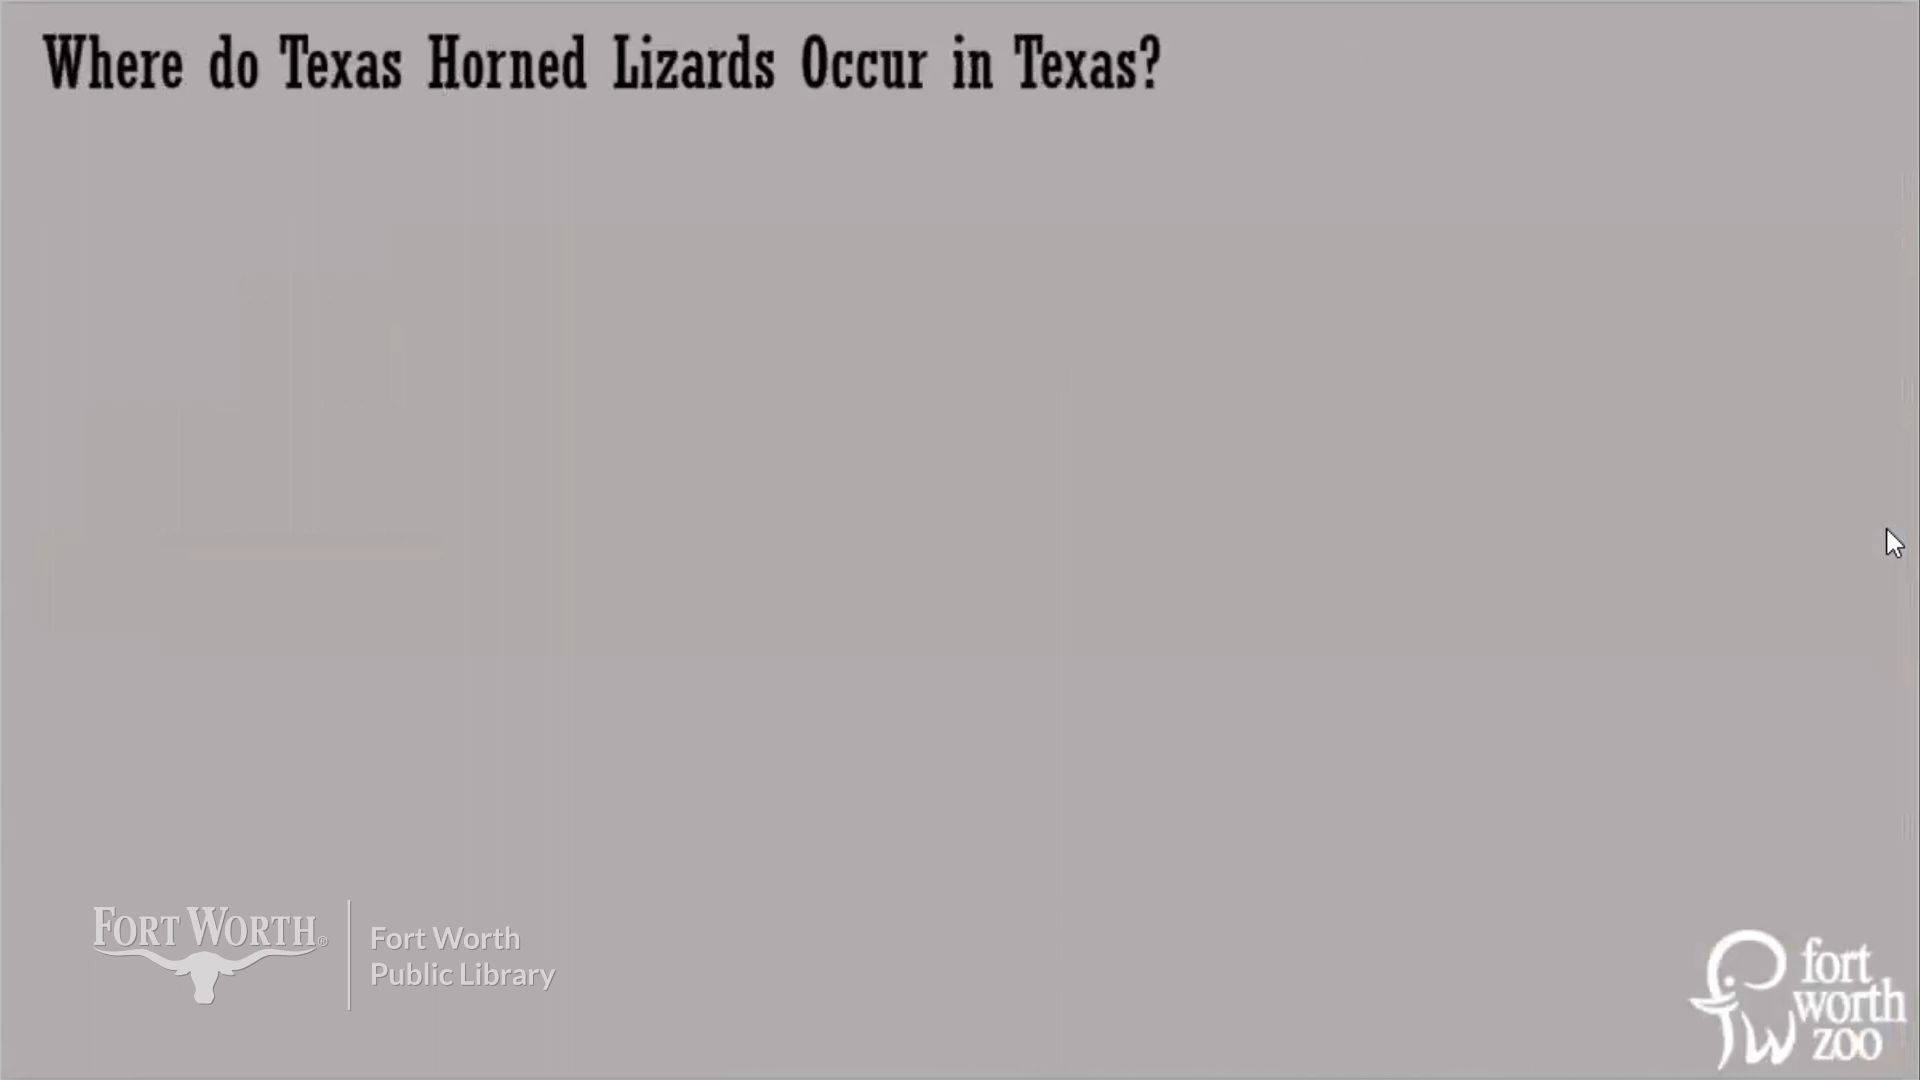 Where do Texas Horned Lizards Occur in Texas?
FORT WORTH®
Fort Worth
Public Library
fort
worth
zoo